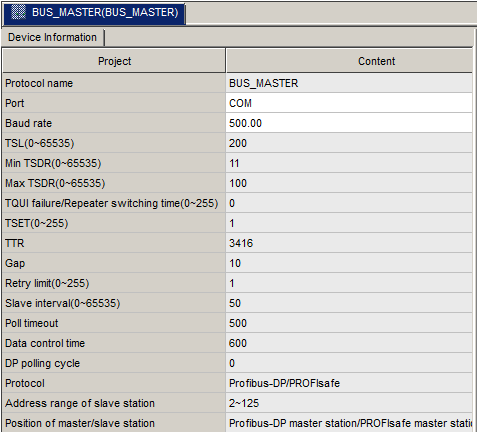 BUS_MASTER(BUS_MASTER)
Device Information
Project Content
Protocol name BUS_MASTER
Port COM
Baud rate 500.00
TSL(0~65535) 200
Min TSDR(0~65535) 11
Max TSDR(0~65535) 100
TQUI failure/Repeater switching time(0~255) 0
TSET(0~255) 1
TTR 3416
Gap 10
Retry limit(0~255) 1
Slave interval(0~65535) 50
Poll timeout 500
Data control time 600
DP polling cycle 0
Protocol Profibus-DP/PROFIsafe
Address range of slave station 2~125
Position of master/slave station Profibus-DP master station/PROFIsafe master stati